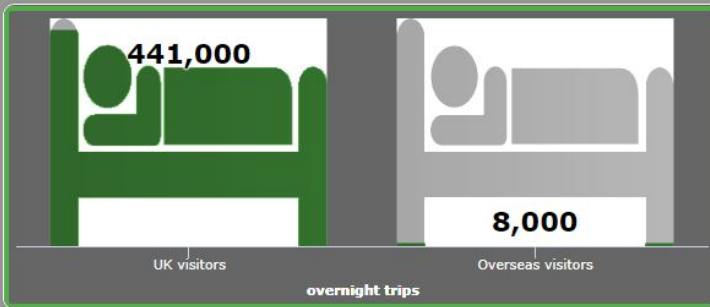 441,000
8,000
UK visitors
Overseas visitors
overnight trips